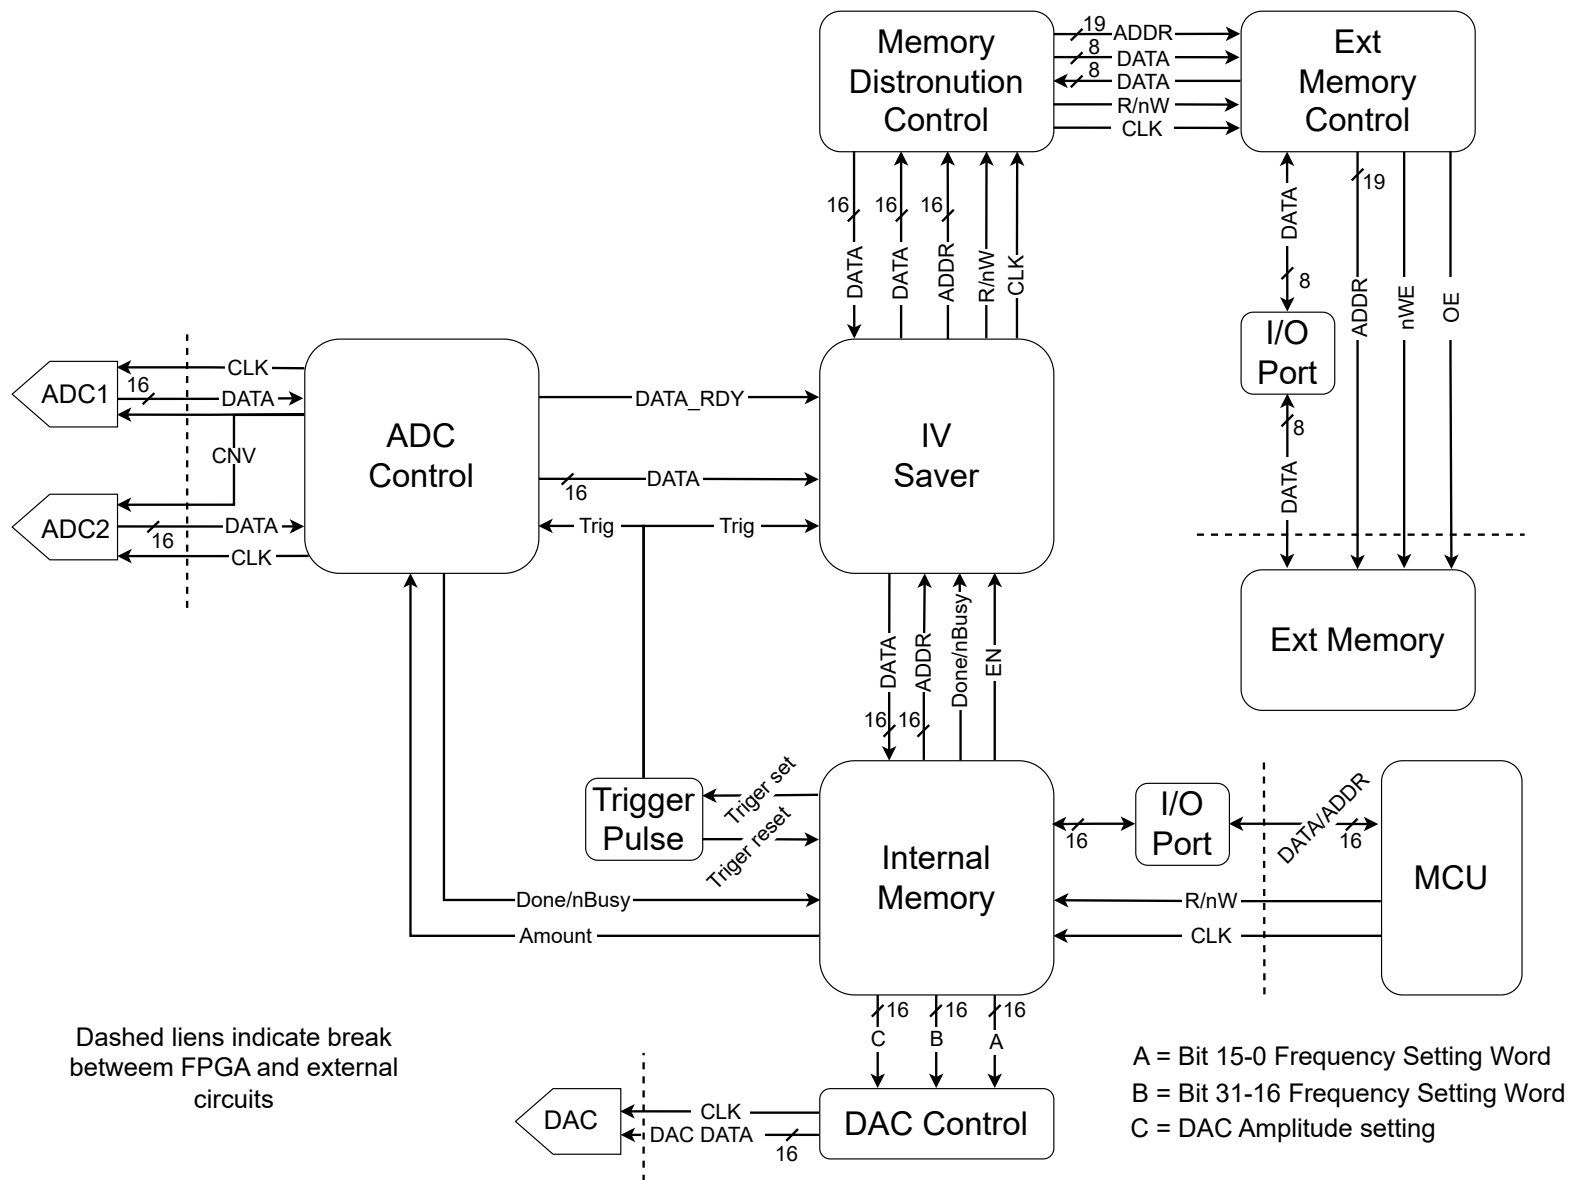 Memory
Distronution
Control
19
ADDR
8
DATA
8
DATA
R/nW
CLK
Ext
Memory
Control
16
16
16
DATA
DATA
ADDR
R/nW
CLK
DATA
8
19
ADDR
nWE
OE
I/O
Port
8
DATA
Ext Memory
ADC1
16
CLK
DATA
CNV
ADC2
16
DATA
CLK
ADC
Control
DATA_RDY
16
DATA
Trig
Trig
IV
Saver
DATA
ADDR
Done/nBusy
EN
16
16
Trigger
Pulse
Triger set
Triger reset
Internal
Memory
16
I/O
Port
DATA/ADDR
16
MCU
R/nW
CLK
Done/nBusy
Amount
16
16
16
C
B
A
DAC
CLK
DAC DATA
16
DAC Control
Dashed liens indicate break
betweem FPGA and external
circuits
A = Bit 15-0 Frequency Setting Word
B = Bit 31-16 Frequency Setting Word
C = DAC Amplitude setting